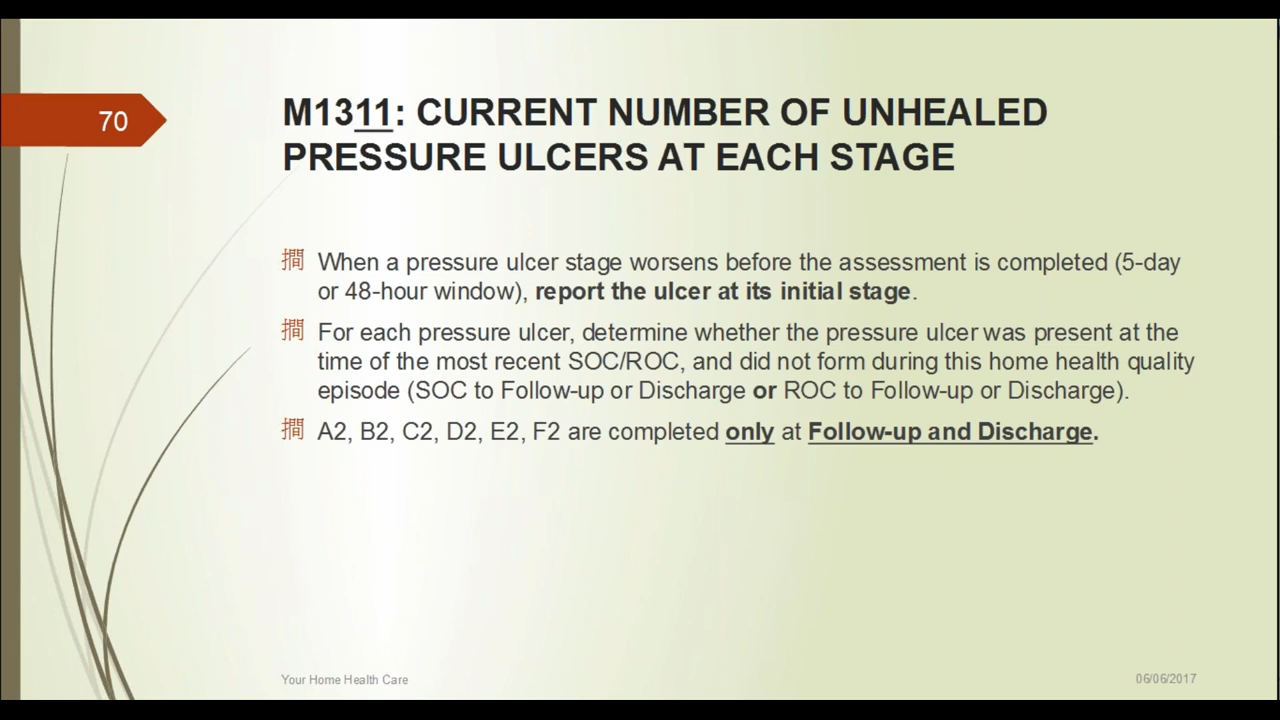 70
M1311: CURRENT NUMBER OF UNHEALED
PRESSURE ULCERS AT EACH STAGE
擱 When a pressure ulcer stage worsens before the assessment is completed (5-day
or 48-hour window), report the ulcer at its initial stage.
擱 For each pressure ulcer, determine whether the pressure ulcer was present at the
time of the most recent SOC/ROC, and did not form during this home health quality
episode (SOC to Follow-up or Discharge or ROC to Follow-up or Discharge).
擱 A2, B2, C2, D2, E2, F2 are completed only at Follow-up and Discharge.
Your Home Health Care
06/06/2017